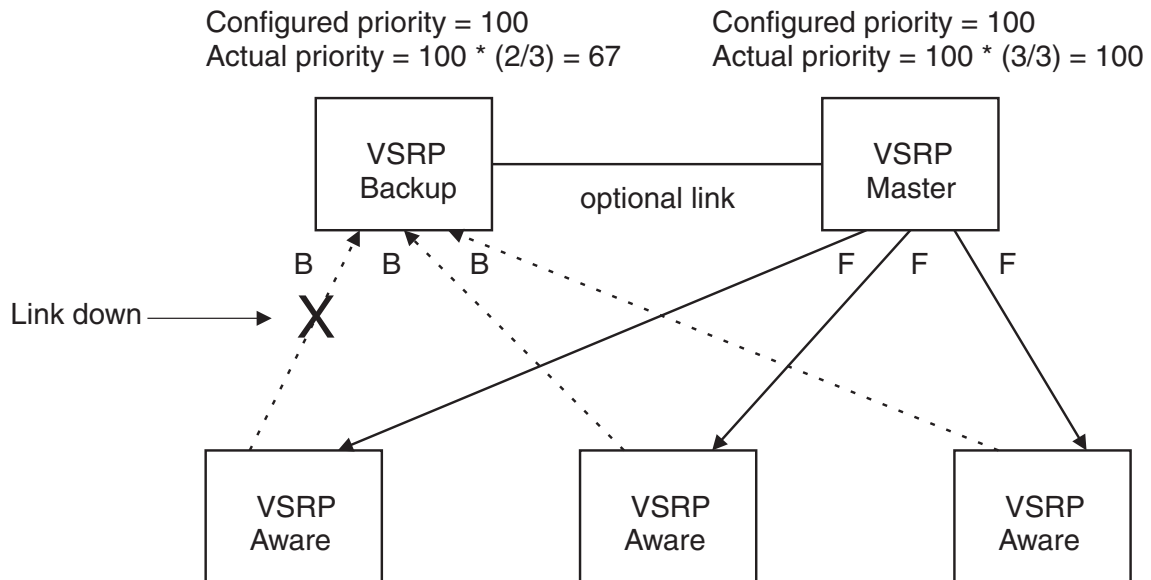 Configured priority = 100
Actual priority = 100 * (2/3) = 67
Configured priority = 100
Actual priority = 100 * (3/3) = 100
VSRP
Backup
optional link
VSRP
Master
B
B
B
F
F
F
Link down
X
VSRP
Aware
VSRP
Aware
VSRP
Aware